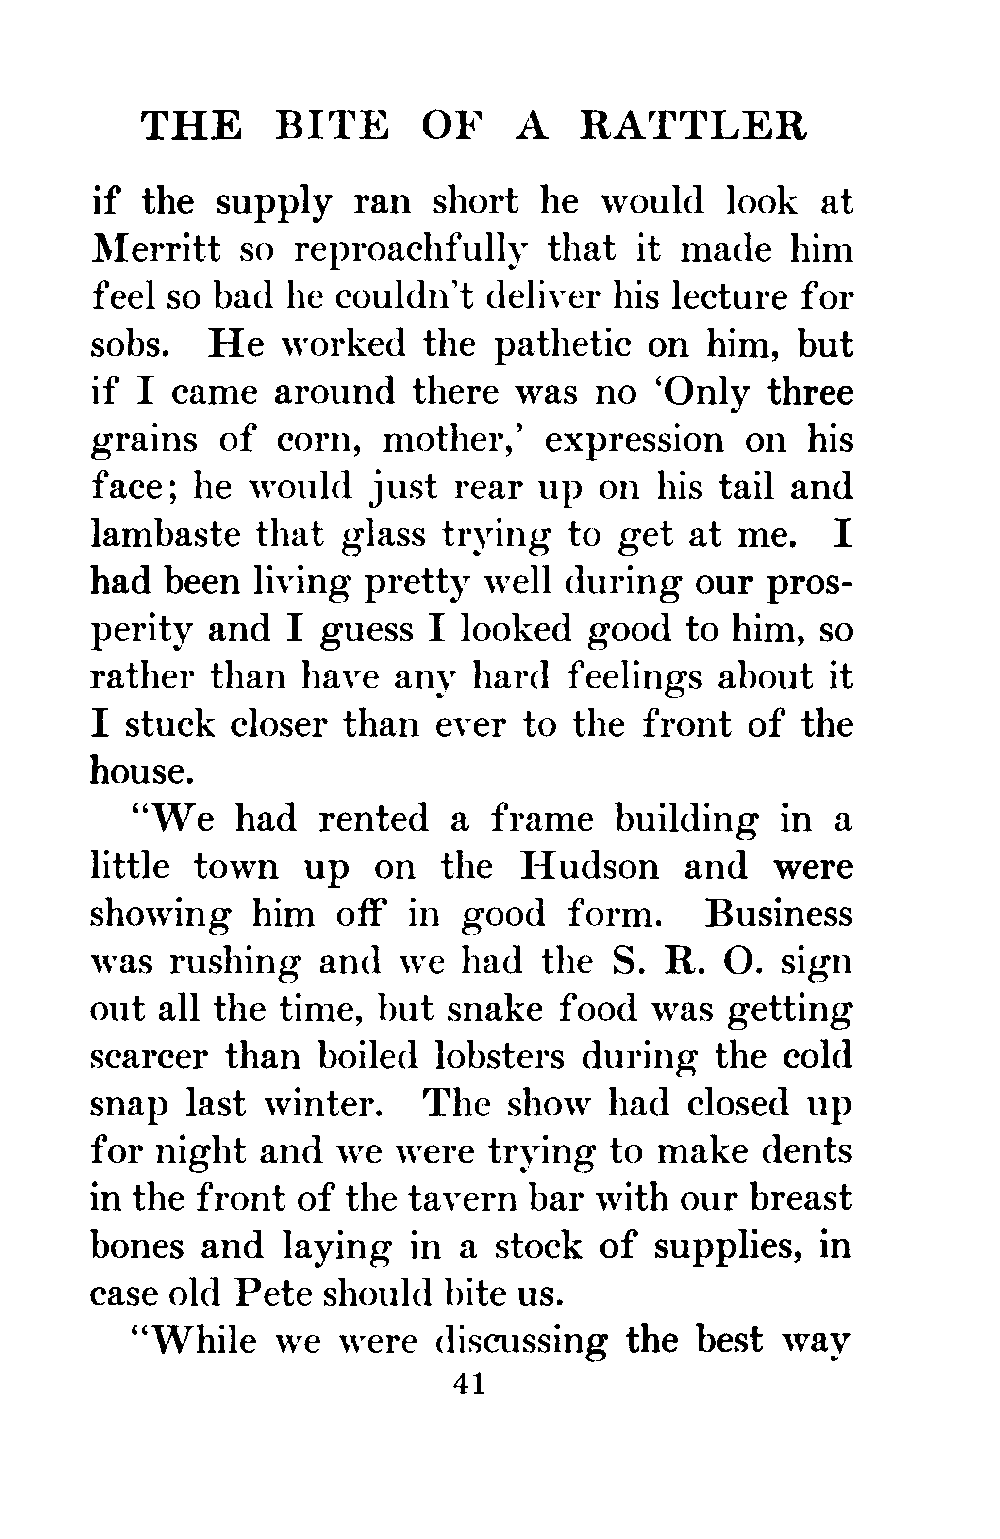 THE BITE OF A RATTLER
if the supply ran short he would look at
Merritt so reproachfully that it made him
feel so bad he couldn't deliver his lecture for
sobs. He worked the pathetic on him, but
if I came around there was no 'Only three
grains of corn, mother,' expression on his
face; he would just rear up on his tail and
lambaste that glass trying to get at me. I
had been living pretty well during our pros-
perity and I guess I looked good to him, so
rather than have any hard feelings about it
I stuck closer than ever to the front of the
house.
"We had rented a frame building in a
little town up on the Hudson and were
showing him off in good form. Business
was rushing and we had the S. R. O. sign
out all the time, but snake food was getting
scarcer than boiled lobsters during the cold
snap last winter. The show had closed up
for night and we were trying to make dents
in the front of the tavern bar with our breast
bones and laying in a stock of supplies, in
case old Pete should bite us.
"While we were discussing the best way
41